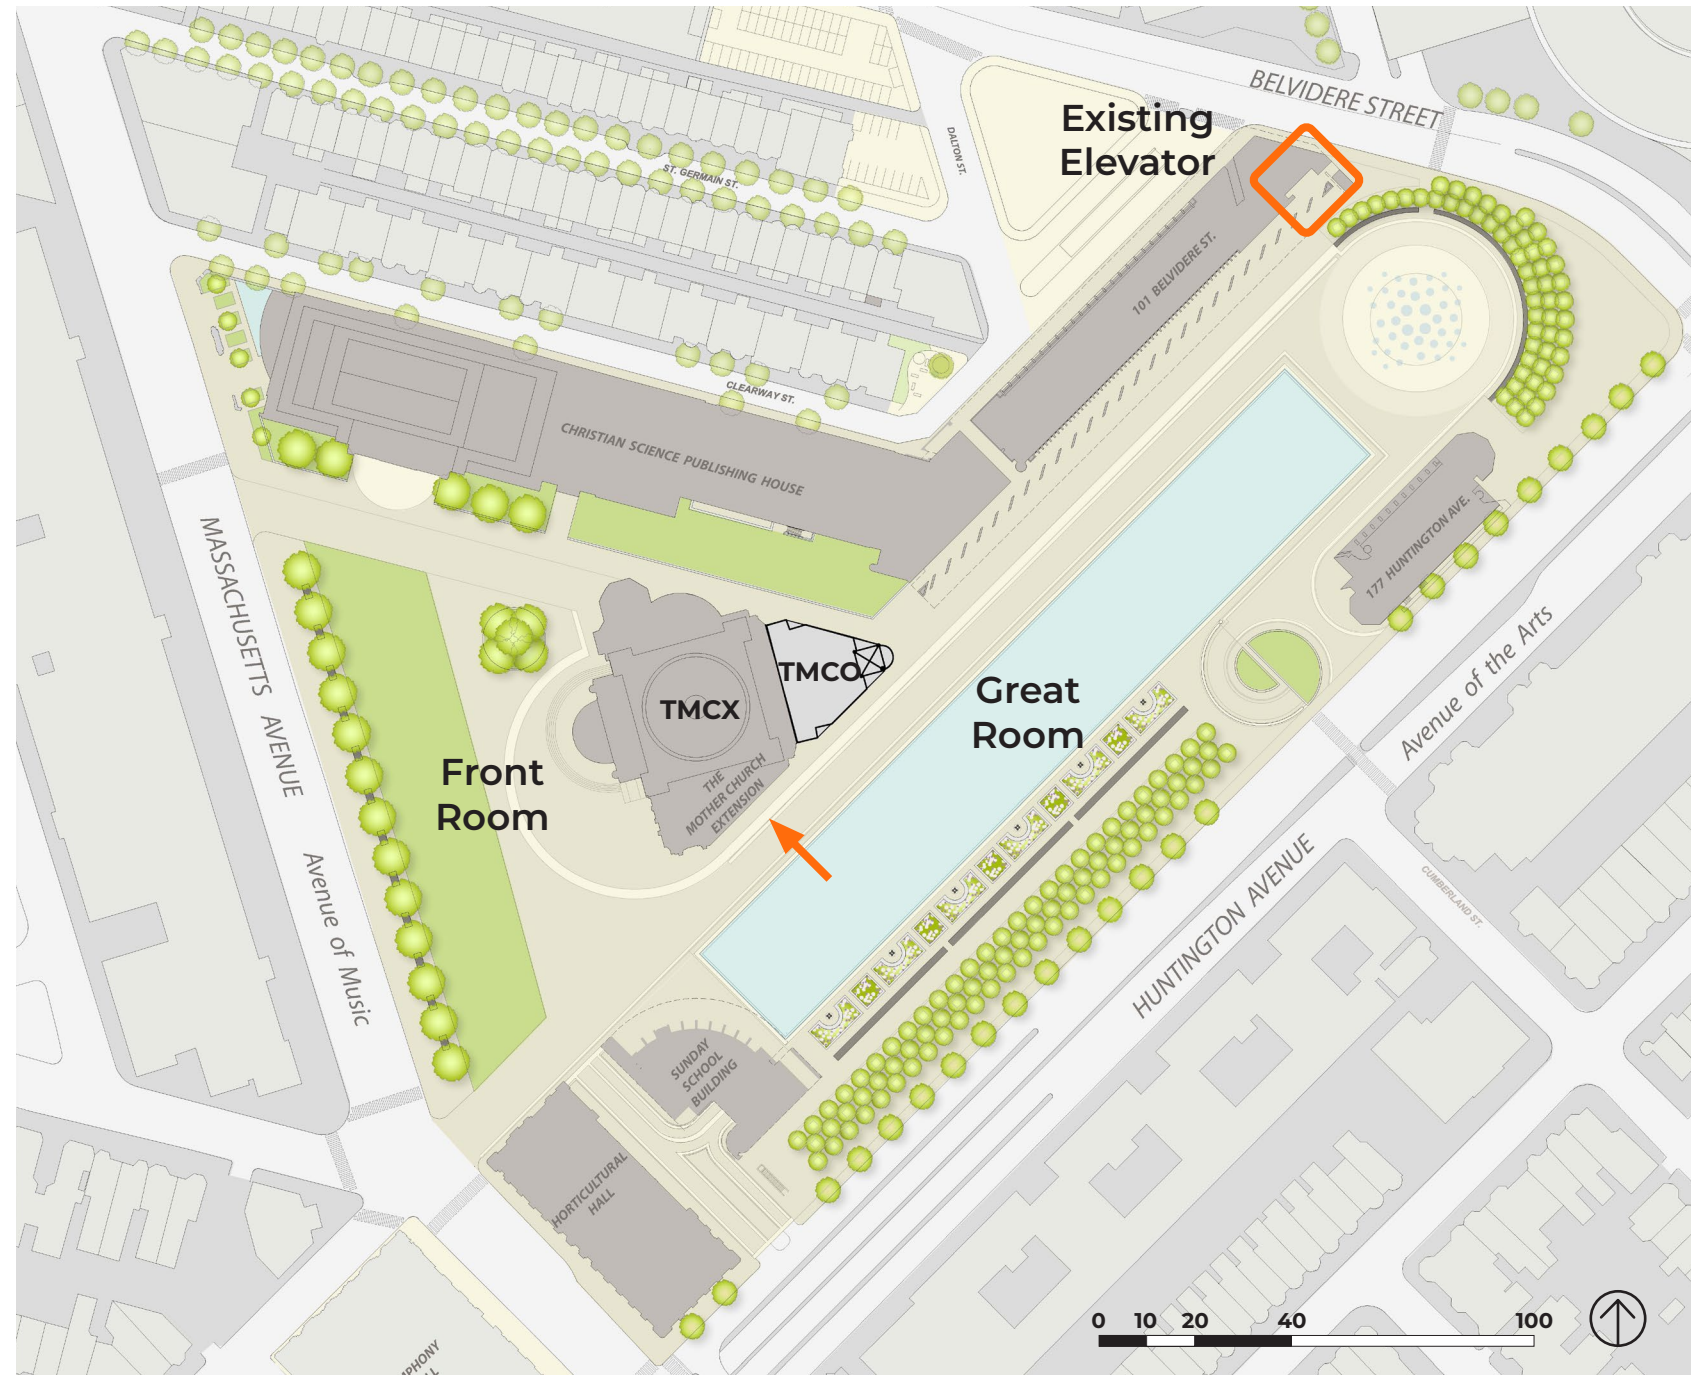 BELVIDERE STREET
Existing
Elevator
DALTON ST.
ST. GERMAIN ST.
101 BELVIDERE ST.
CLEARWAY ST.
CHRISTIAN SCIENCE PUBLISHING HOUSE
MASSACHUSETTS AVENUE
Avenue of Music
177 HUNTINGTON AVE.
Avenue of the Arts
TMCO
TMCX
Great
Room
Front
Room
THE
MOTHER CHURCH
EXTENSION
HUNTINGTON AVENUE
CUMBERLAND ST.
SUNDAY
SCHOOL
BUILDING
HORTICULTURAL
HALL
0 10 20 40 100